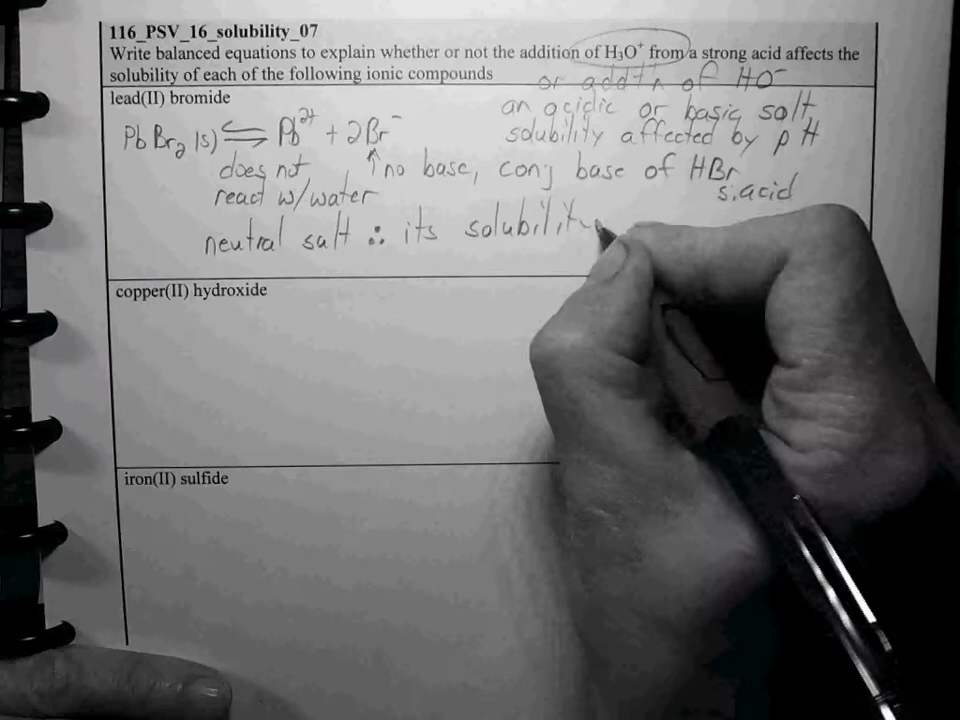 116_PSV_16_solubility_07
Write balanced equations to explain whether or not the addition of H₃O⁺ from a strong acid affects the
solubility of each of the following ionic compounds
or addtn of HO⁻
lead(II) bromide
an acidic or basic salt,
PbBr₂(s) ⇌ Pb²⁺ + 2Br⁻
solubility affected by pH
does not ↑ no base, conj base of HBr
react w/water
s.acid
neutral salt ∴ its solubility
copper(II) hydroxide
iron(II) sulfide